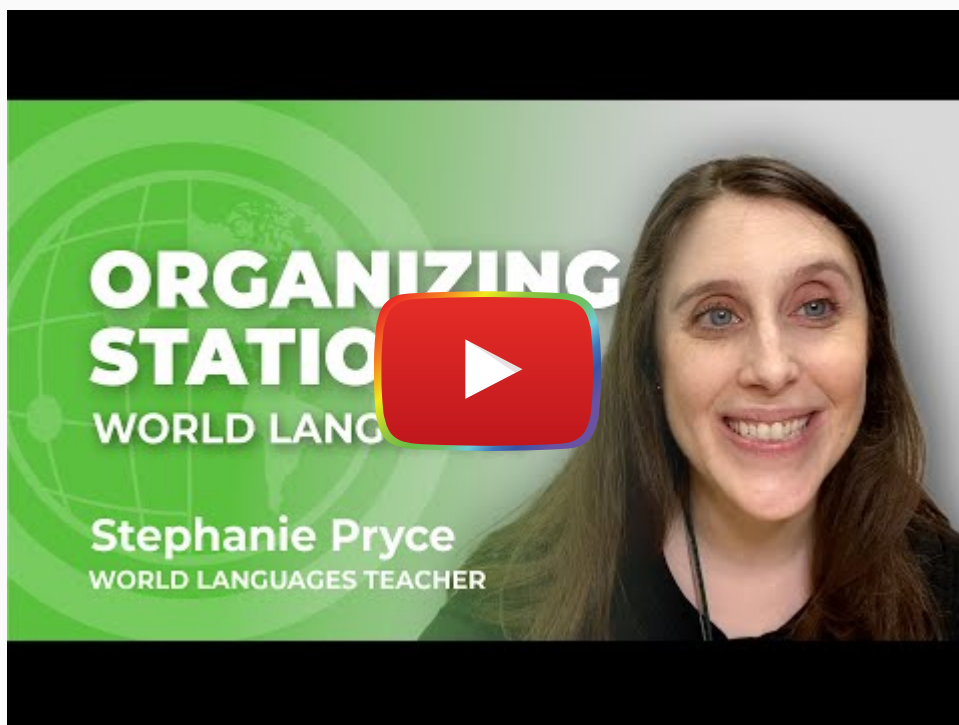 ORGANIZING
STATIO
WORLD LANG
Stephanie Pryce
WORLD LANGUAGES TEACHER